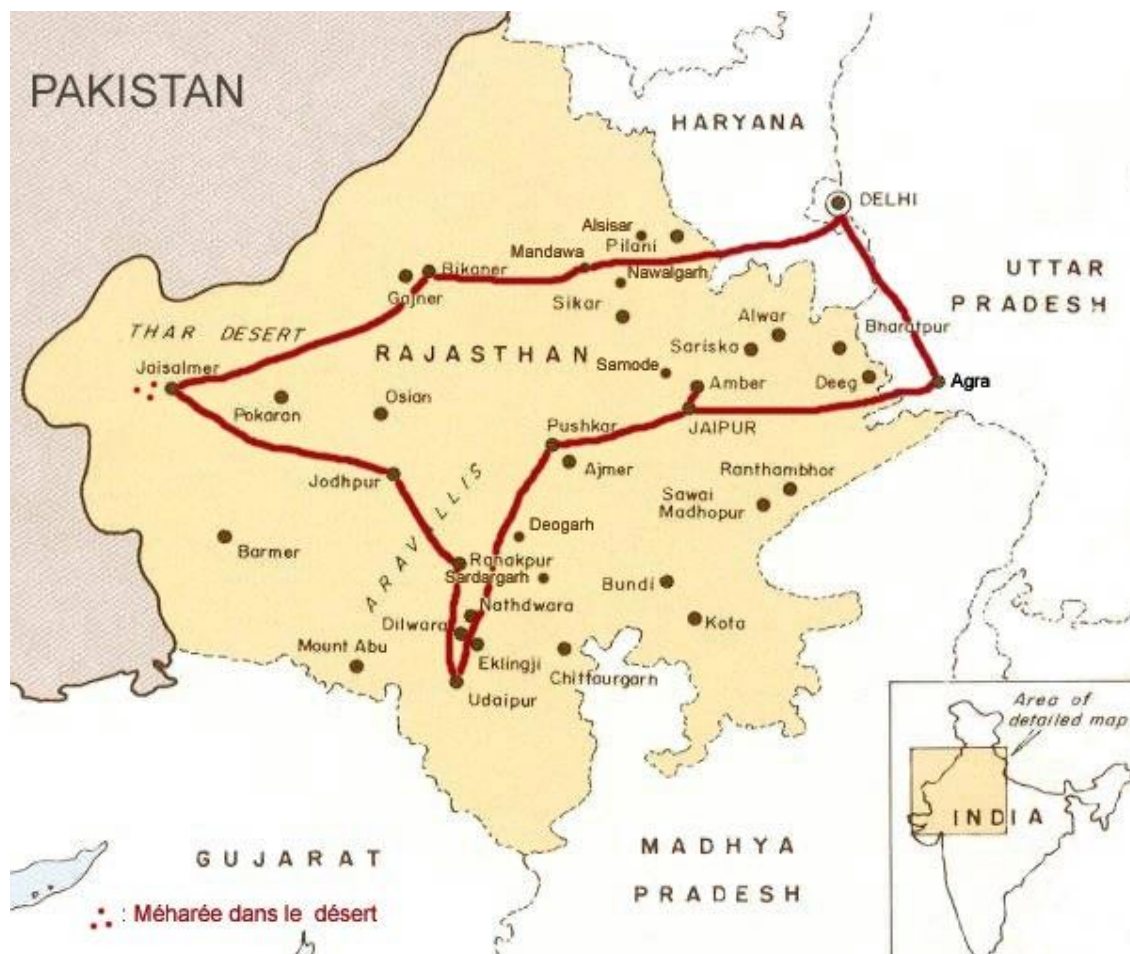 PAKISTAN
HARYANA
DELHI
Alsisar
Pilani
Mandawa
Bikaner
Nawalgarh
Gajner
Sikar
UTTAR
PRADESH
THAR DESERT
Alwar
Bharatpur
RAJASTHAN
Sariska
Jaisalmer
Samode
Amber
Deeg
Agra
Pokaran
Osian
JAIPUR
Pushkar
Ajmer
Ranthambhor
Jodhpur
Sawai
Madhopur
ARAVALLIS
Deogarh
Barmer
Ranakpur
Sardargarh
Bundi
Nathdwara
Dilwara
Kota
Mount Abu
Eklingji
Chittaurgarh
Udaipur
Area of
detailed map
INDIA
GUJARAT
MADHYA
PRADESH
: Méharée dans le désert